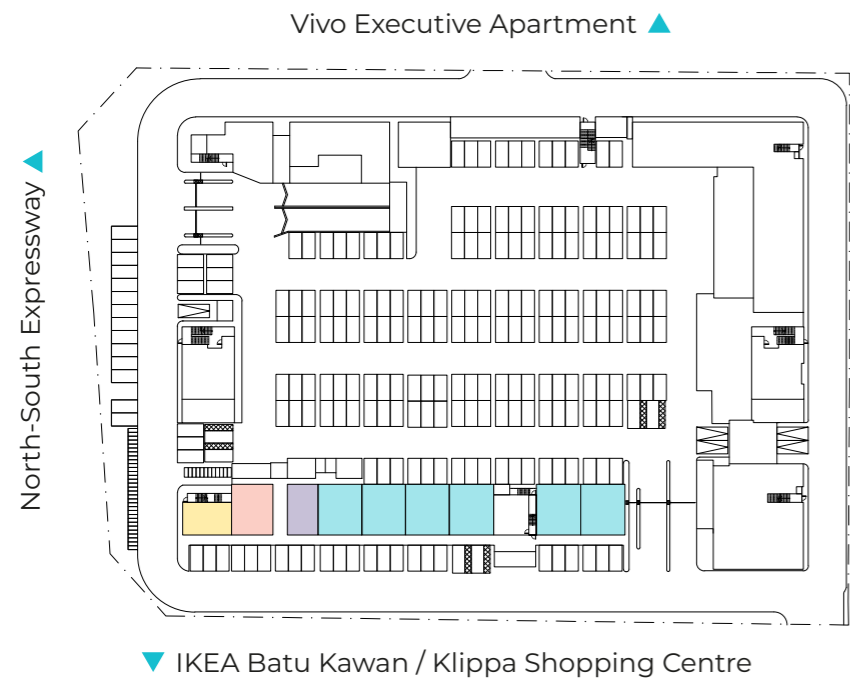 Vivo Executive Apartment
North-South Expressway
IKEA Batu Kawan / Klippa Shopping Centre